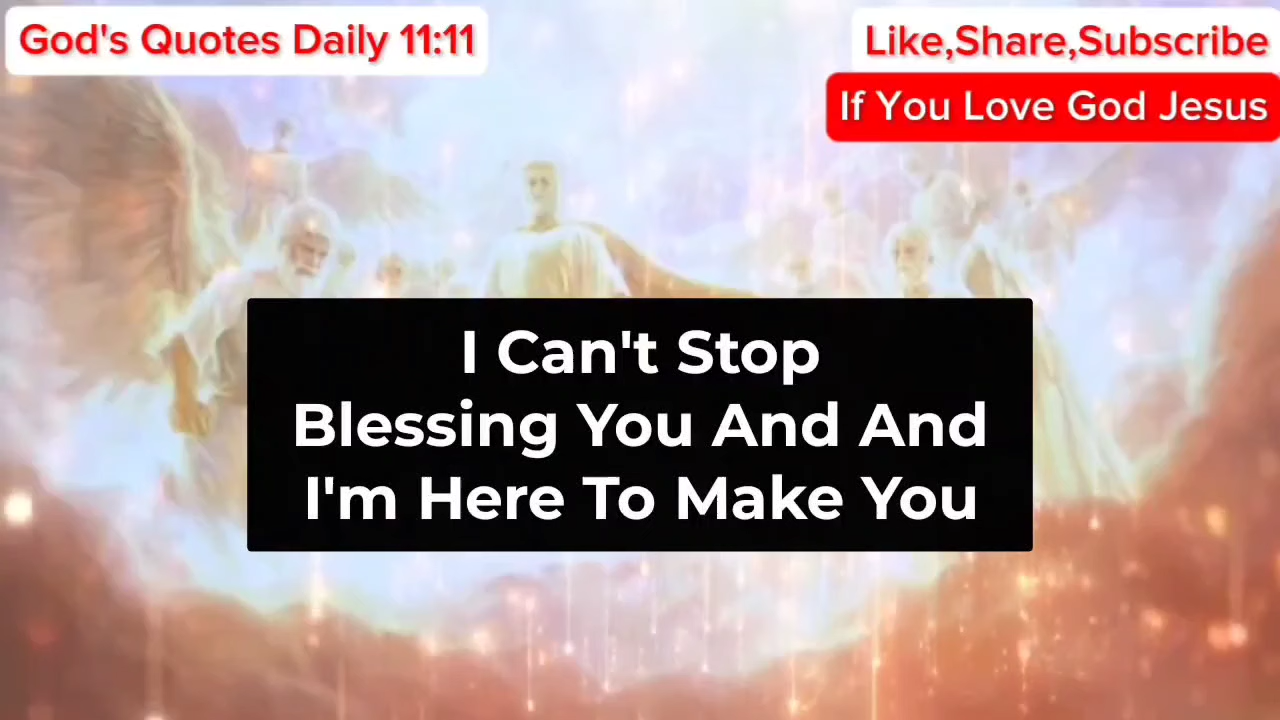 God's Quotes Daily 11:11
Like,Share,Subscribe
If You Love God Jesus
I Can't Stop
Blessing You And And
I'm Here To Make You